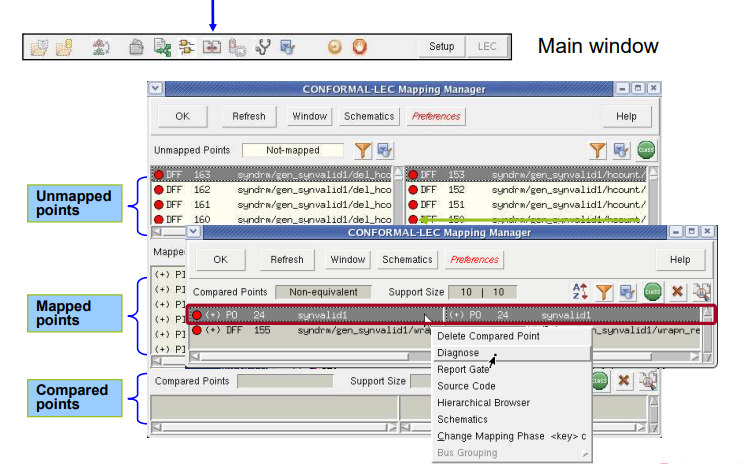 Setup
LEC
Main window
CONFORMAL-LEC Mapping Manager
OK Refresh Window Schematics Preferences Help
Unmapped Points Not-mapped
CLASS
DFF 163 syndrm/gen_synvalid1/del_hco DFF 153 syndrm/gen_synvalid1/hcount/
DFF 162 syndrm/gen_synvalid1/del_hco DFF 152 syndrm/gen_synvalid1/hcount/
DFF 161 syndrm/gen_synvalid1/del_hco DFF 151 syndrm/gen_synvalid1/hcount/
DFF 160 syndrm/gen_synvalid1/del_hco DFF 150 syndrm/gen_synvalid1/hcount/
Unmapped
points
CONFORMAL-LEC Mapping Manager
Mappe
OK Refresh Window Schematics Preferences Help
(+) PI
(+) PI
(+) PI
(+) PI
(+) PI
(+) PI
Mapped
points
Compared Points Non-equivalent Support Size 10 | 10
CLASS
(+) PO 24 synvalid1 (+) PO 24 synvalid1
(+) DFF 155 syndrm/gen_synvalid1/wra n_synvalid1/wrapn_re
Delete Compared Point
Diagnose
Report Gate
Source Code
Hierarchical Browser
Schematics
Change Mapping Phase <key> c
Bus Grouping
Compared
points
Compared Points Support Size
CLASS